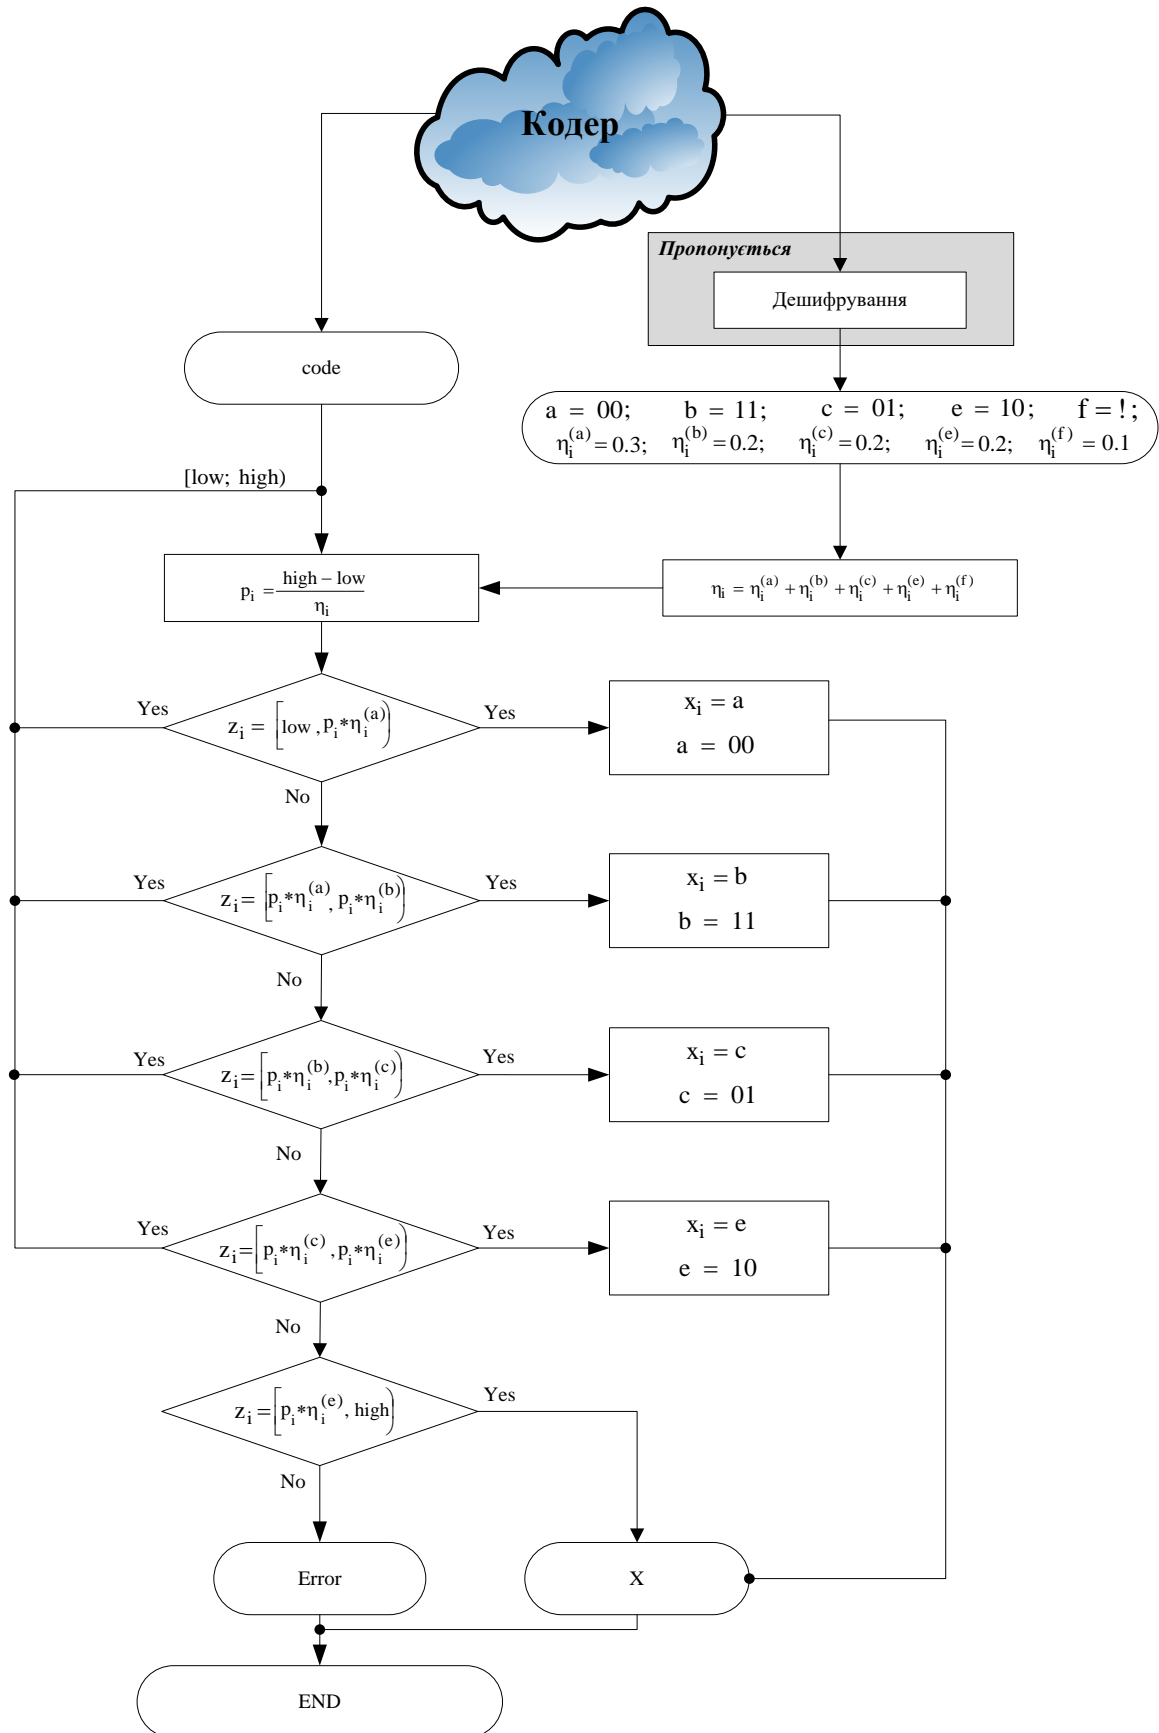 Кодер
Пропонується
Дешифрування
code
a = 00; b = 11; c = 01; e = 10; f = !;
η_i^(a) = 0.3; η_i^(b) = 0.2; η_i^(c) = 0.2; η_i^(e) = 0.2; η_i^(f) = 0.1
[low; high)
p_i = (high – low) / η_i
η_i = η_i^(a) + η_i^(b) + η_i^(c) + η_i^(e) + η_i^(f)
Yes
z_i = [low, p_i*η_i^(a))
Yes
x_i = a
a = 00
No
Yes
z_i = [p_i*η_i^(a), p_i*η_i^(b))
Yes
x_i = b
b = 11
No
Yes
z_i = [p_i*η_i^(b), p_i*η_i^(c))
Yes
x_i = c
c = 01
No
Yes
z_i = [p_i*η_i^(c), p_i*η_i^(e))
Yes
x_i = e
e = 10
No
z_i = [p_i*η_i^(e), high)
Yes
No
Error
X
END